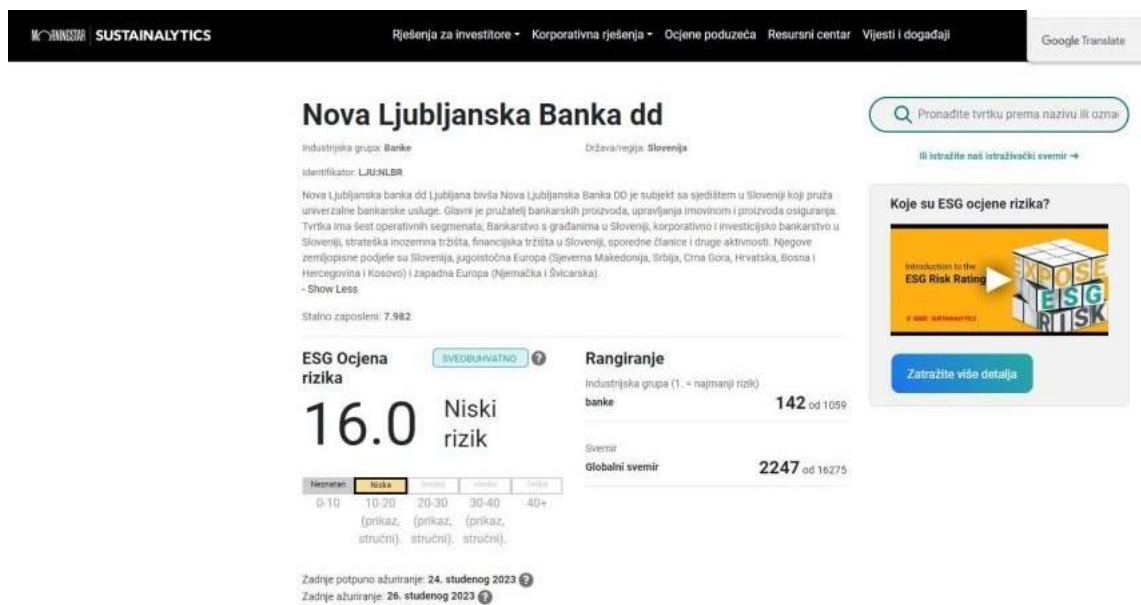 MORNINGSTAR | SUSTAINALYTICS
Rješenja za investitore Korporativna rješenja Ocjene poduzeća Resursni centar Vijesti i događaji
Google Translate
Nova Ljubljanska Banka dd
Industrijska grupa: Banke
Država/regija: Slovenija
Identifikator: LJU:NLBR
Nova Ljubljanska banka dd Ljubljana bivša Nova Ljubljanska Banka DD je subjekt sa sjedištem u Sloveniji koji pruža
univerzalne bankarske usluge. Glavni je pružatelj bankarskih proizvoda, upravljanja imovinom i proizvoda osiguranja.
Tvrtka ima šest operativnih segmenata; Bankarstvo s građanima u Sloveniji, korporativno i investicijsko bankarstvo u
Sloveniji, strateška inozemna tržišta, financijska tržišta u Sloveniji, sporedne članice i druge aktivnosti. Njegove
zemljopisne podjele su Slovenija, jugoistočna Europa (Sjeverna Makedonija, Srbija, Crna Gora, Hrvatska, Bosna i
Hercegovina i Kosovo) i zapadna Europa (Njemačka i Švicarska).
- Show Less
Stalno zaposleni: 7.982
ESG Ocjena
rizika
SVEOBUHVATNO ?
16.0
Niski
rizik
Neznatan Niska
0-10 10-20 20-30 30-40 40+
(prikaz, (prikaz, (prikaz,
stručni). stručni). stručni).
Zadnje potpuno ažuriranje: 24. studenog 2023 ?
Zadnje ažuriranje: 26. studenog 2023 ?
Rangiranje
Industrijska grupa (1. = najmanji rizik)
banke 142 od 1059
Svemir
Globalni svemir 2247 od 16275
Pronađite tvrtku prema nazivu ili ozna
Ili istražite naš istraživački svemir →
Koje su ESG ocjene rizika?
Introduction to the
ESG Risk Rating
EXPOSE
ESG
RISK
SUSTAINALYTICS
Zatražite više detalja